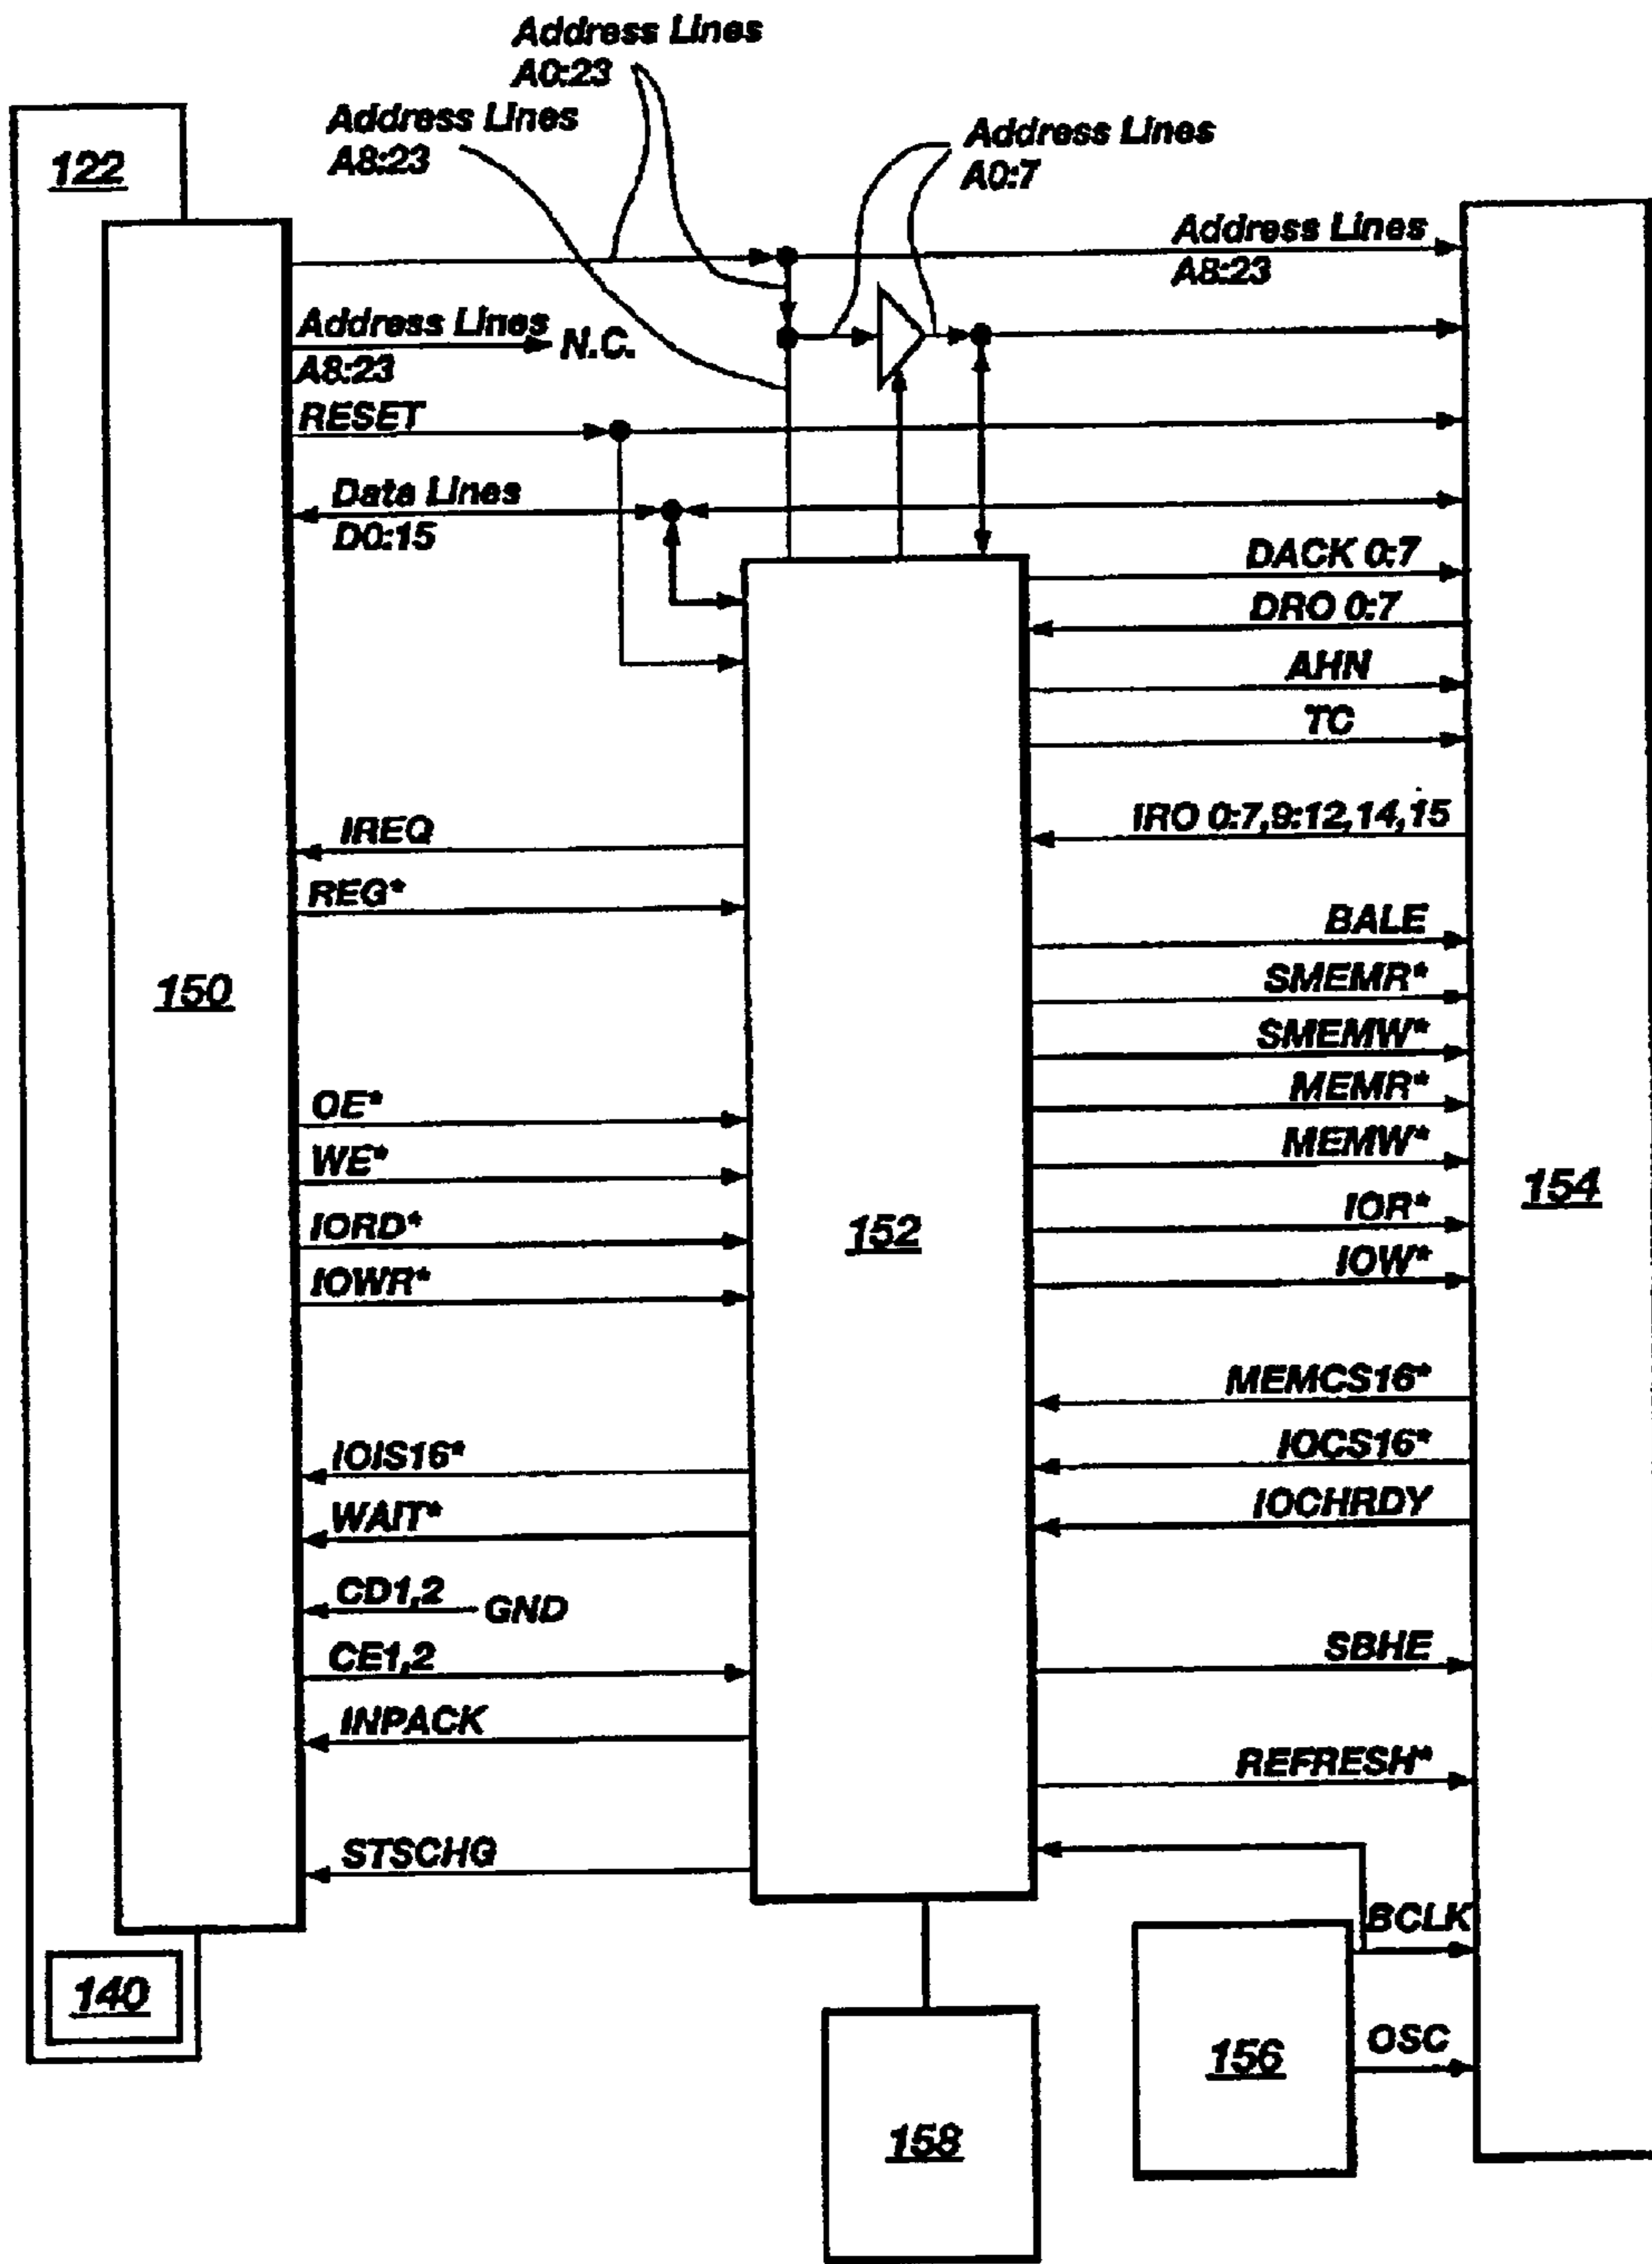 Address Lines
A0:23
Address Lines
A8:23
Address Lines
A0:7
122
Address Lines
A8:23
Address Lines
A8:23
N.C.
RESET
Data Lines
D0:15
DACK 0:7
DRO 0:7
AHN
TC
IREQ
IRO 0:7,9:12,14,15
REG*
BALE
150
SMEMR*
SMEMW*
OE*
MEMR*
WE*
MEMW*
154
IORD*
152
IOR*
IOWR*
IOW*
MEMCS16*
IOIS16*
IOCS16*
WAIT*
IOCHRDY
CD1,2
GND
CE1,2
SBHE
INPACK
REFRESH*
STSCHG
BCLK
140
OSC
156
158